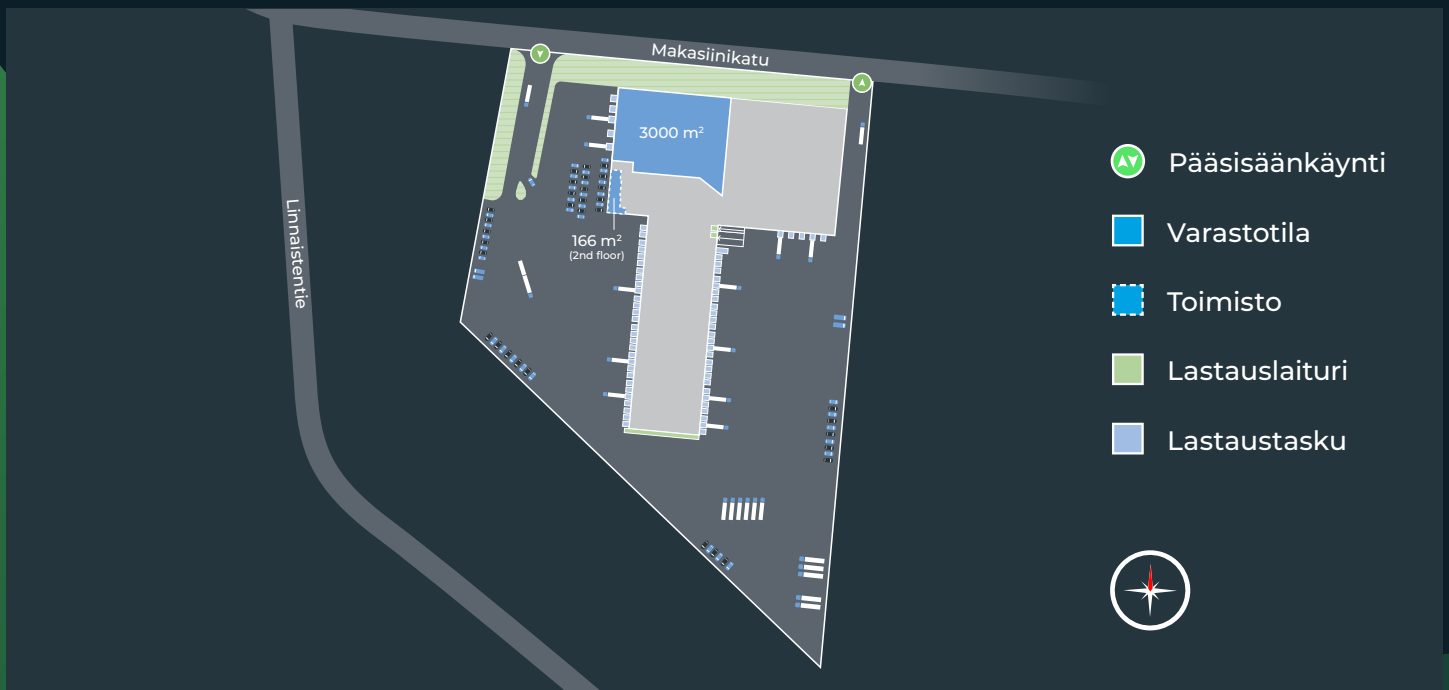 Makasiinikatu
3000 m²
166 m²
(2nd floor)
Linnaistentie
Pääsisäänkäynti
Varastotila
Toimisto
Lastauslaituri
Lastaustasku